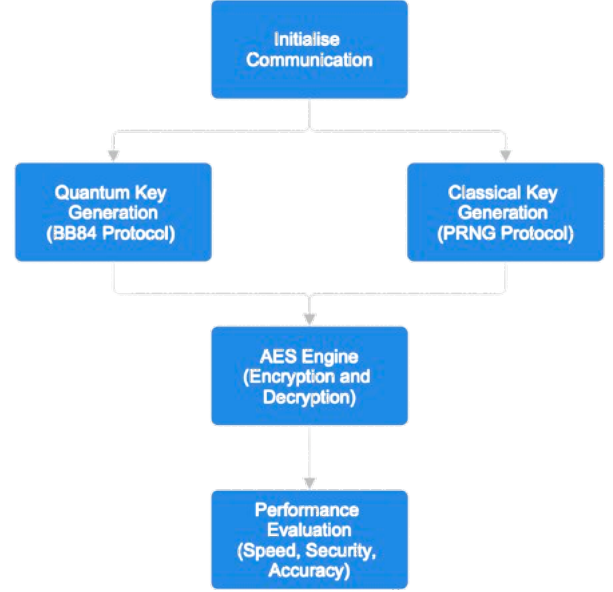 Initialise
Communication
Quantum Key
Generation
(BB84 Protocol)
Classical Key
Generation
(PRNG Protocol)
AES Engine
(Encryption and
Decryption)
Performance
Evaluation
(Speed, Security,
Accuracy)